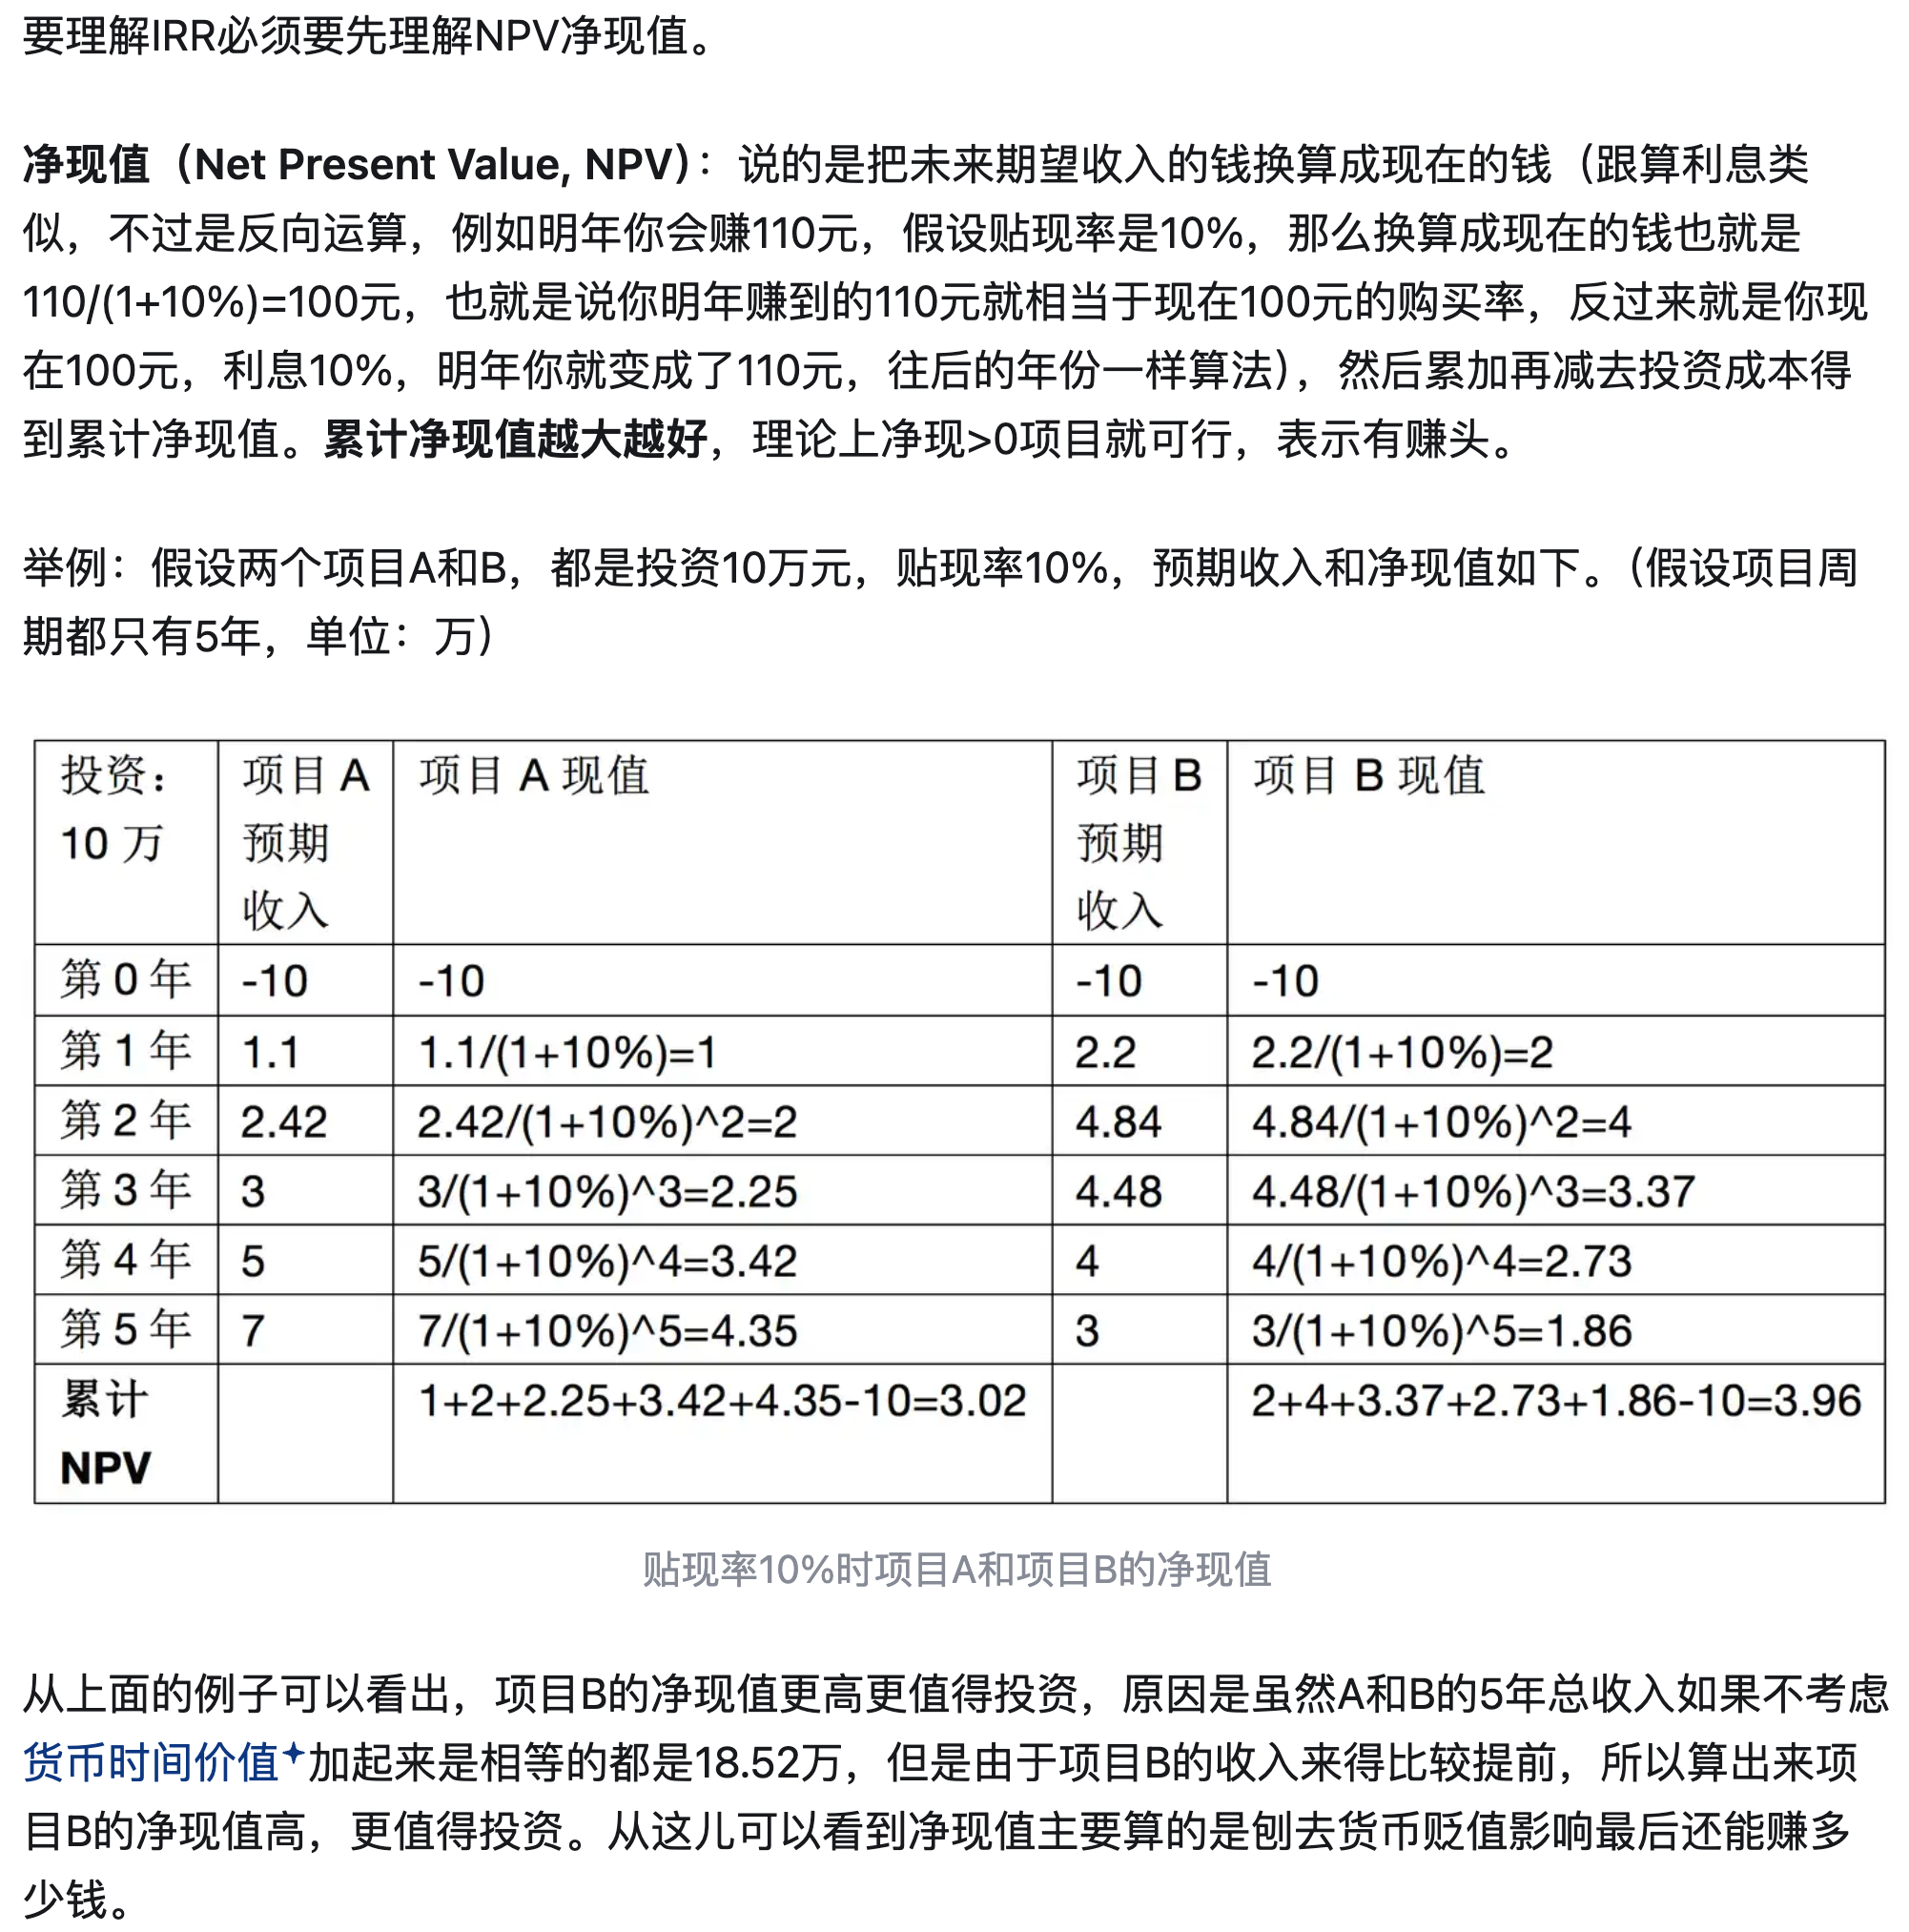 要理解IRR必须要先理解NPV净现值。
净现值（Net Present Value, NPV）：说的是把未来期望收入的钱换算成现在的钱（跟算利息类
似，不过是反向运算，例如明年你会赚110元，假设贴现率是10%，那么换算成现在的钱也就是
110/(1+10%)=100元，也就是说你明年赚到的110元就相当于现在100元的购买率，反过来就是你现
在100元，利息10%，明年你就变成了110元，往后的年份一样算法），然后累加再减去投资成本得
到累计净现值。累计净现值越大越好，理论上净现>0项目就可行，表示有赚头。
举例：假设两个项目A和B，都是投资10万元，贴现率10%，预期收入和净现值如下。（假设项目周
期都只有5年，单位：万）
投资： 项目 A 项目 A 现值 项目 B 项目 B 现值
10 万 预期 预期
收入 收入
第 0 年 -10 -10 -10 -10
第 1 年 1.1 1.1/(1+10%)=1 2.2 2.2/(1+10%)=2
第 2 年 2.42 2.42/(1+10%)^2=2 4.84 4.84/(1+10%)^2=4
第 3 年 3 3/(1+10%)^3=2.25 4.48 4.48/(1+10%)^3=3.37
第 4 年 5 5/(1+10%)^4=3.42 4 4/(1+10%)^4=2.73
第 5 年 7 7/(1+10%)^5=4.35 3 3/(1+10%)^5=1.86
累计 1+2+2.25+3.42+4.35-10=3.02 2+4+3.37+2.73+1.86-10=3.96
NPV
贴现率10%时项目A和项目B的净现值
从上面的例子可以看出，项目B的净现值更高更值得投资，原因是虽然A和B的5年总收入如果不考虑
货币时间价值加起来是相等的都是18.52万，但是由于项目B的收入来得比较提前，所以算出来项
目B的净现值高，更值得投资。从这儿可以看到净现值主要算的是刨去货币贬值影响最后还能赚多
少钱。